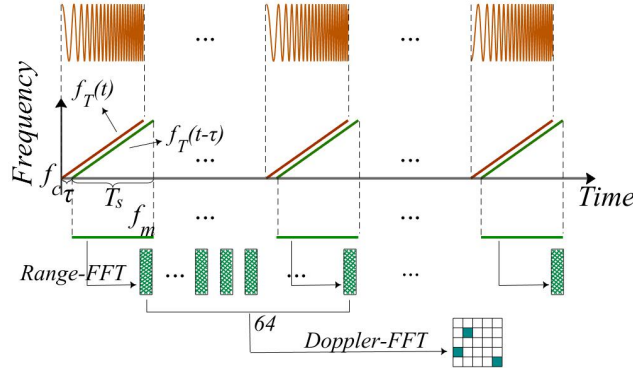 ...
...
Frequency
f_T(t)
f_T(t-τ)
...
...
f_c
τ
T_s
Time
...
f_m
Range-FFT
...
...
...
64
Doppler-FFT